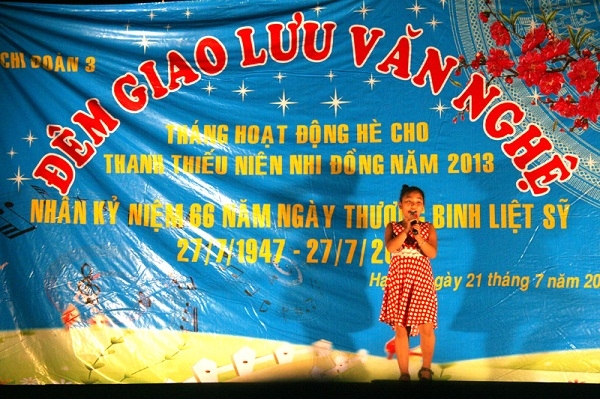 CHI ĐOÀN 3
ĐÊM GIAO LƯU VĂN NGHỆ
THÁNG HOẠT ĐỘNG HÈ CHO
THANH THIẾU NIÊN NHI ĐỒNG NĂM 2013
NHÂN KỶ NIỆM 66 NĂM NGÀY THƯƠNG BINH LIỆT SỸ
27/7/1947 - 27/7/20
Ngày 21 tháng 7 năm 20